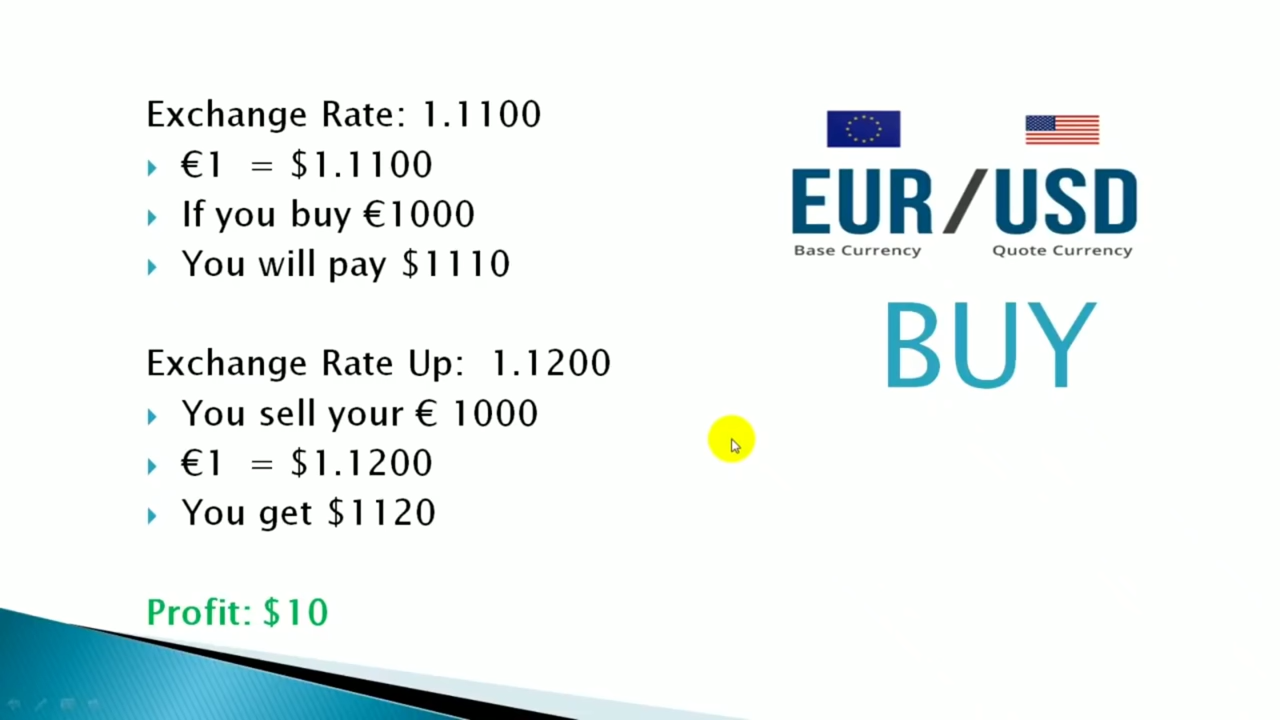 Exchange Rate: 1.1100
€1 = $1.1100
If you buy €1000
You will pay $1110
Exchange Rate Up: 1.1200
You sell your € 1000
€1 = $1.1200
You get $1120
Profit: $10
EUR/USD
Base Currency Quote Currency
BUY